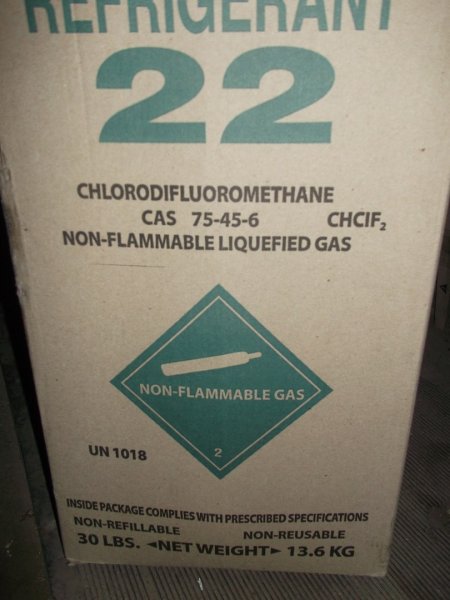 REFRIGERANT
22
CHLORODIFLUOROMETHANE
CAS 75-45-6 CHClF₂
NON-FLAMMABLE LIQUEFIED GAS
NON-FLAMMABLE GAS
UN 1018
2
INSIDE PACKAGE COMPLIES WITH PRESCRIBED SPECIFICATIONS
NON-REFILLABLE NON-REUSABLE
30 LBS. ◄NET WEIGHT► 13.6 KG